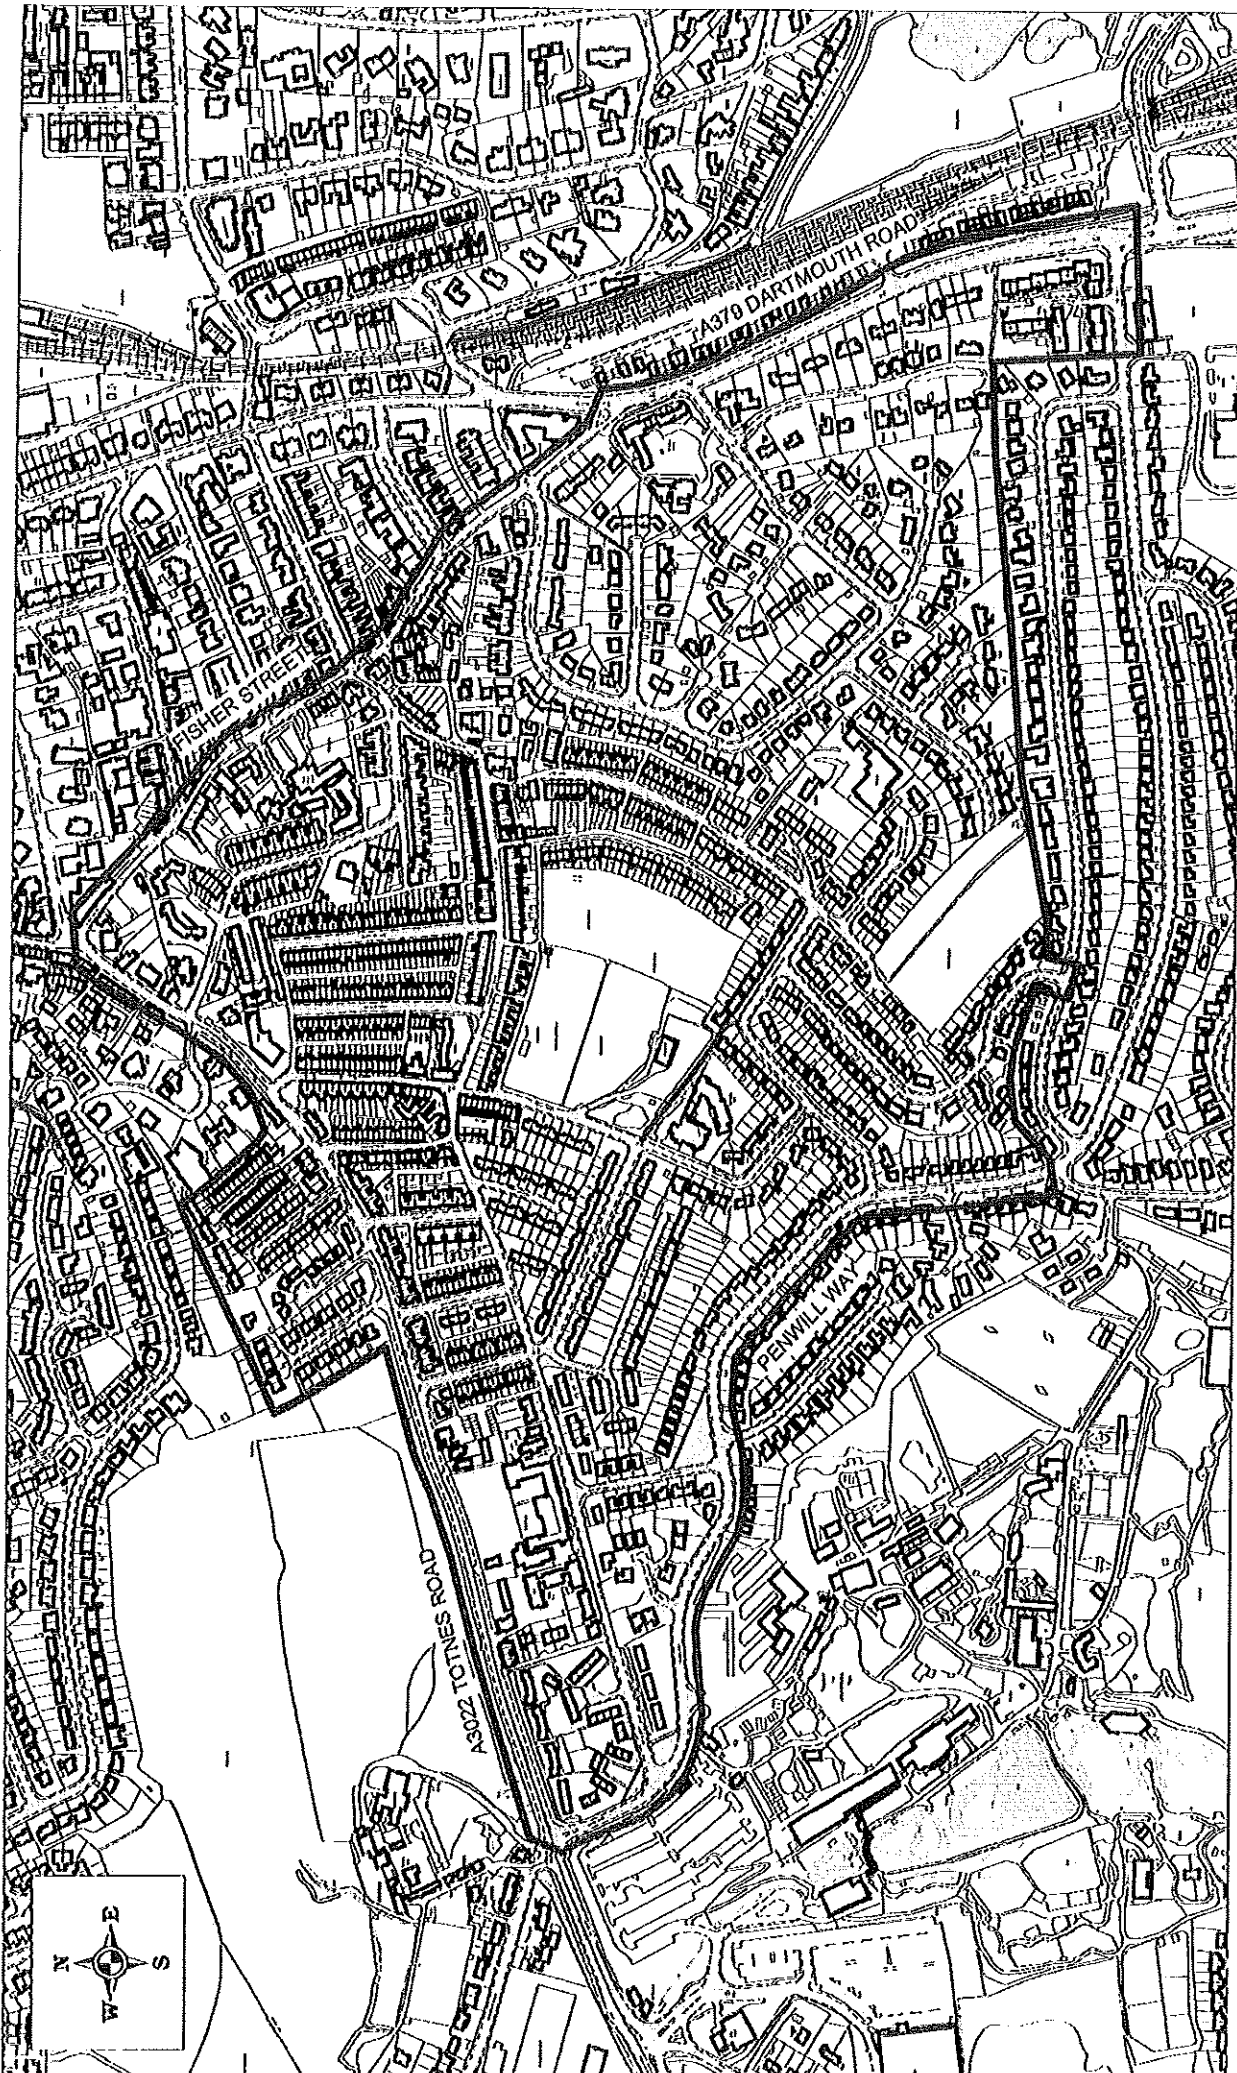 FISHER STREET
A379 DARTMOUTH ROAD
PENWILL WAY
A3022 TOTNES ROAD
N
W E
S